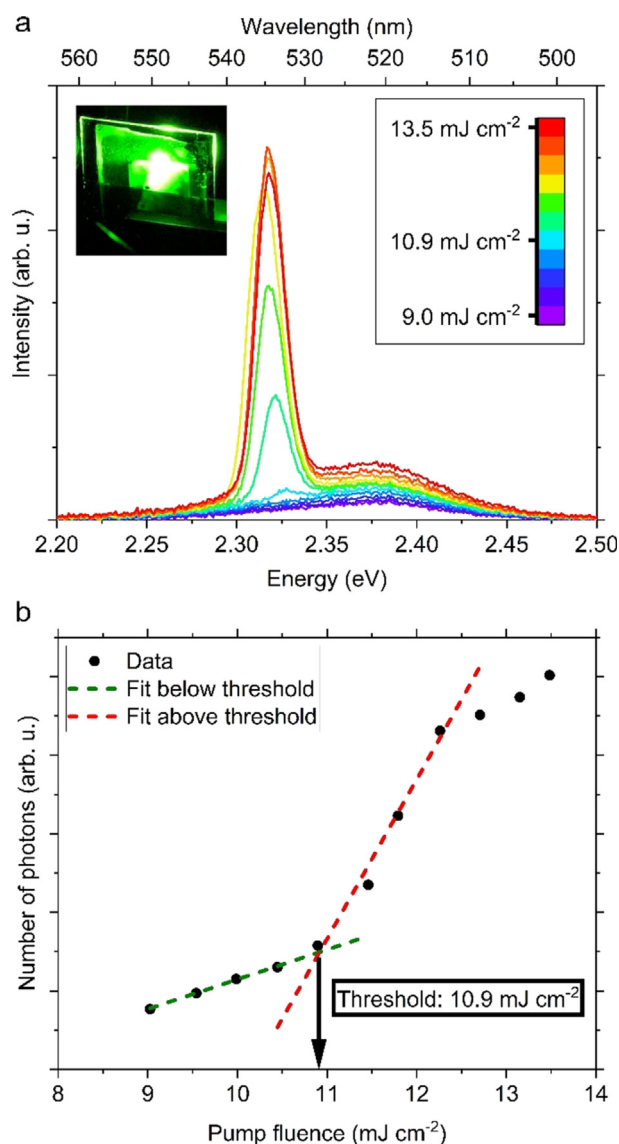 a
Wavelength (nm)
560 550 540 530 520 510 500
Intensity (arb. u.)
13.5 mJ cm⁻²
10.9 mJ cm⁻²
9.0 mJ cm⁻²
2.20 2.25 2.30 2.35 2.40 2.45 2.50
Energy (eV)
b
Number of photons (arb. u.)
Data
Fit below threshold
Fit above threshold
Threshold: 10.9 mJ cm⁻²
8 9 10 11 12 13 14
Pump fluence (mJ cm⁻²)